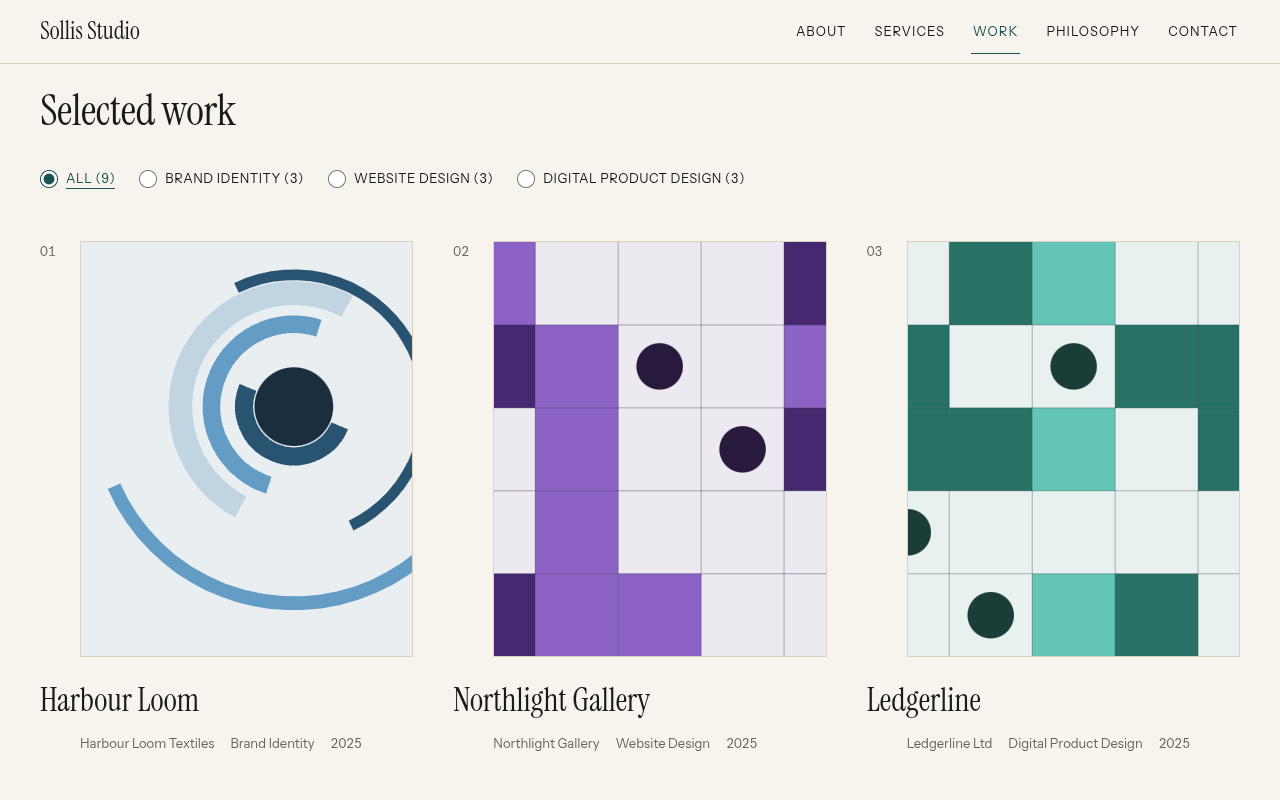 Sollis Studio
ABOUT SERVICES WORK PHILOSOPHY CONTACT
Selected work
ALL (9) BRAND IDENTITY (3) WEBSITE DESIGN (3) DIGITAL PRODUCT DESIGN (3)
01
02
03
Harbour Loom
Harbour Loom Textiles Brand Identity 2025
Northlight Gallery
Northlight Gallery Website Design 2025
Ledgerline
Ledgerline Ltd Digital Product Design 2025